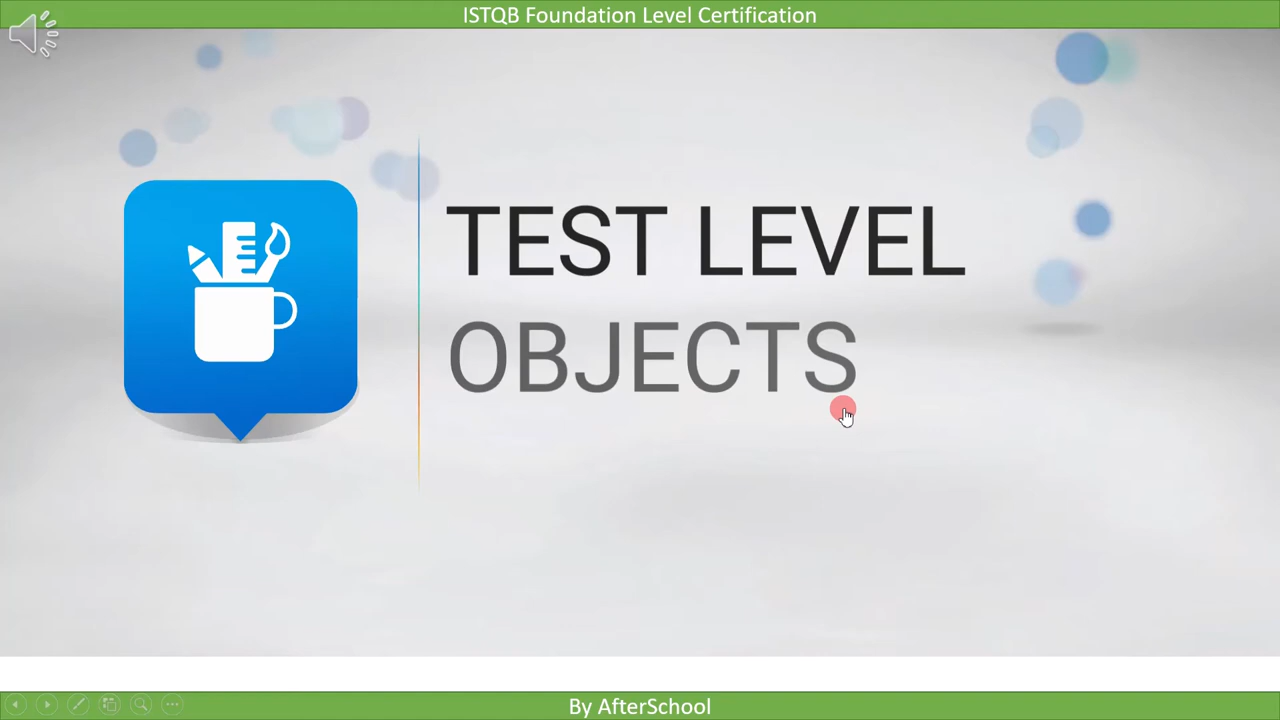 ISTQB Foundation Level Certification
TEST LEVEL
OBJECTS
By AfterSchool